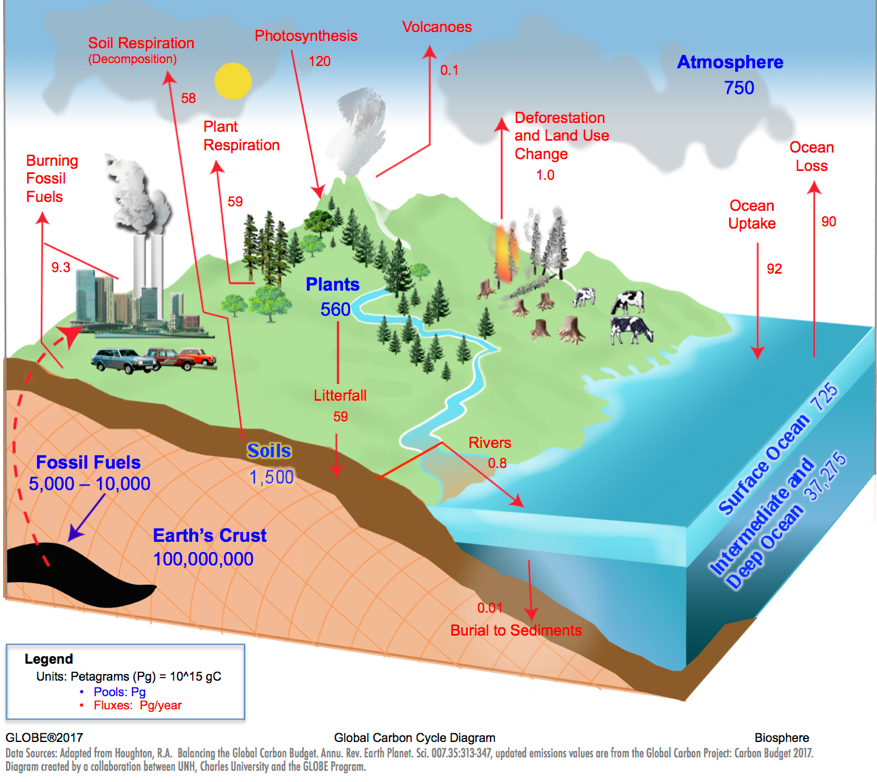 Volcanoes
0.1
Photosynthesis
120
Soil Respiration
(Decomposition)
58
Atmosphere
750
Plant
Respiration
59
Deforestation
and Land Use
Change
1.0
Ocean
Loss
90
Burning
Fossil
Fuels
9.3
Ocean
Uptake
92
Plants
560
Litterfall
59
Rivers
0.8
Soils
1,500
Fossil Fuels
5,000 – 10,000
Earth's Crust
100,000,000
Surface Ocean 725
Intermediate and
Deep Ocean 37,275
0.01
Burial to Sediments
Legend
Units: Petagrams (Pg) = 10^15 gC
• Pools: Pg
• Fluxes: Pg/year
GLOBE®2017
Global Carbon Cycle Diagram
Biosphere
Data Sources: Adapted from Houghton, R.A. Balancing the Global Carbon Budget. Annu. Rev. Earth Planet. Sci. 007.35:313-347, updated emissions values are from the Global Carbon Project: Carbon Budget 2017.
Diagram created by a collaboration between UNH, Charles University and the GLOBE Program.